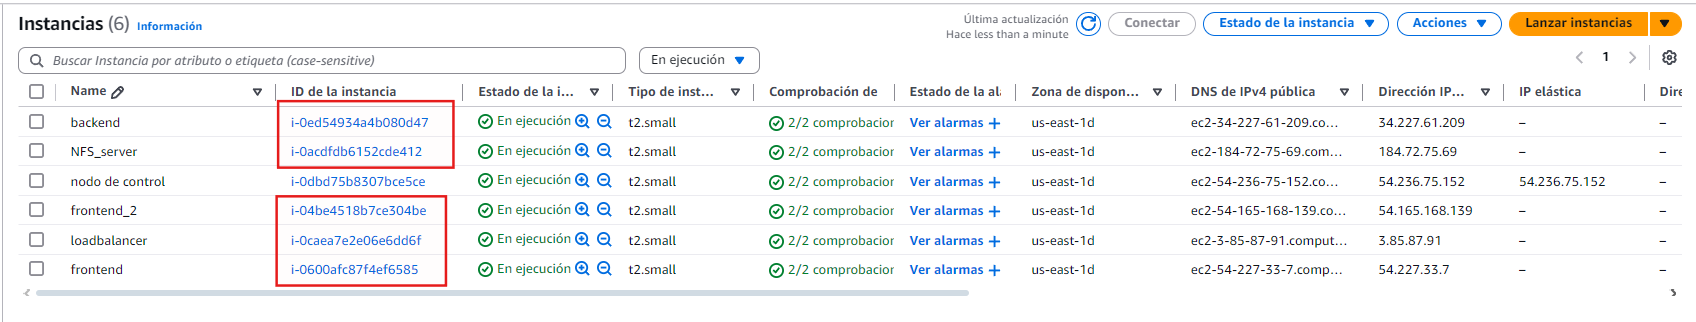 Instancias (6) Información
Última actualización
Hace less than a minute
Conectar Estado de la instancia Acciones Lanzar instancias
Buscar Instancia por atributo o etiqueta (case-sensitive) En ejecución 1
Name ID de la instancia Estado de la i... Tipo de inst... Comprobación de Estado de la al Zona de dispon... DNS de IPv4 pública Dirección IP... IP elástica Dire
backend i-0ed54934a4b080d47 En ejecución t2.small 2/2 comprobacior Ver alarmas + us-east-1d ec2-34-227-61-209.co... 34.227.61.209 – –
NFS_server i-0acdfdb6152cde412 En ejecución t2.small 2/2 comprobacior Ver alarmas + us-east-1d ec2-184-72-75-69.com... 184.72.75.69 – –
nodo de control i-0dbd75b8307bce5ce En ejecución t2.small 2/2 comprobacior Ver alarmas + us-east-1d ec2-54-236-75-152.co... 54.236.75.152 54.236.75.152 –
frontend_2 i-04be4518b7ce304be En ejecución t2.small 2/2 comprobacior Ver alarmas + us-east-1d ec2-54-165-168-139.co... 54.165.168.139 – –
loadbalancer i-0caea7e2e06e6dd6f En ejecución t2.small 2/2 comprobacior Ver alarmas + us-east-1d ec2-3-85-87-91.comput... 3.85.87.91 – –
frontend i-0600afc87f4ef6585 En ejecución t2.small 2/2 comprobacior Ver alarmas + us-east-1d ec2-54-227-33-7.comp... 54.227.33.7 – –